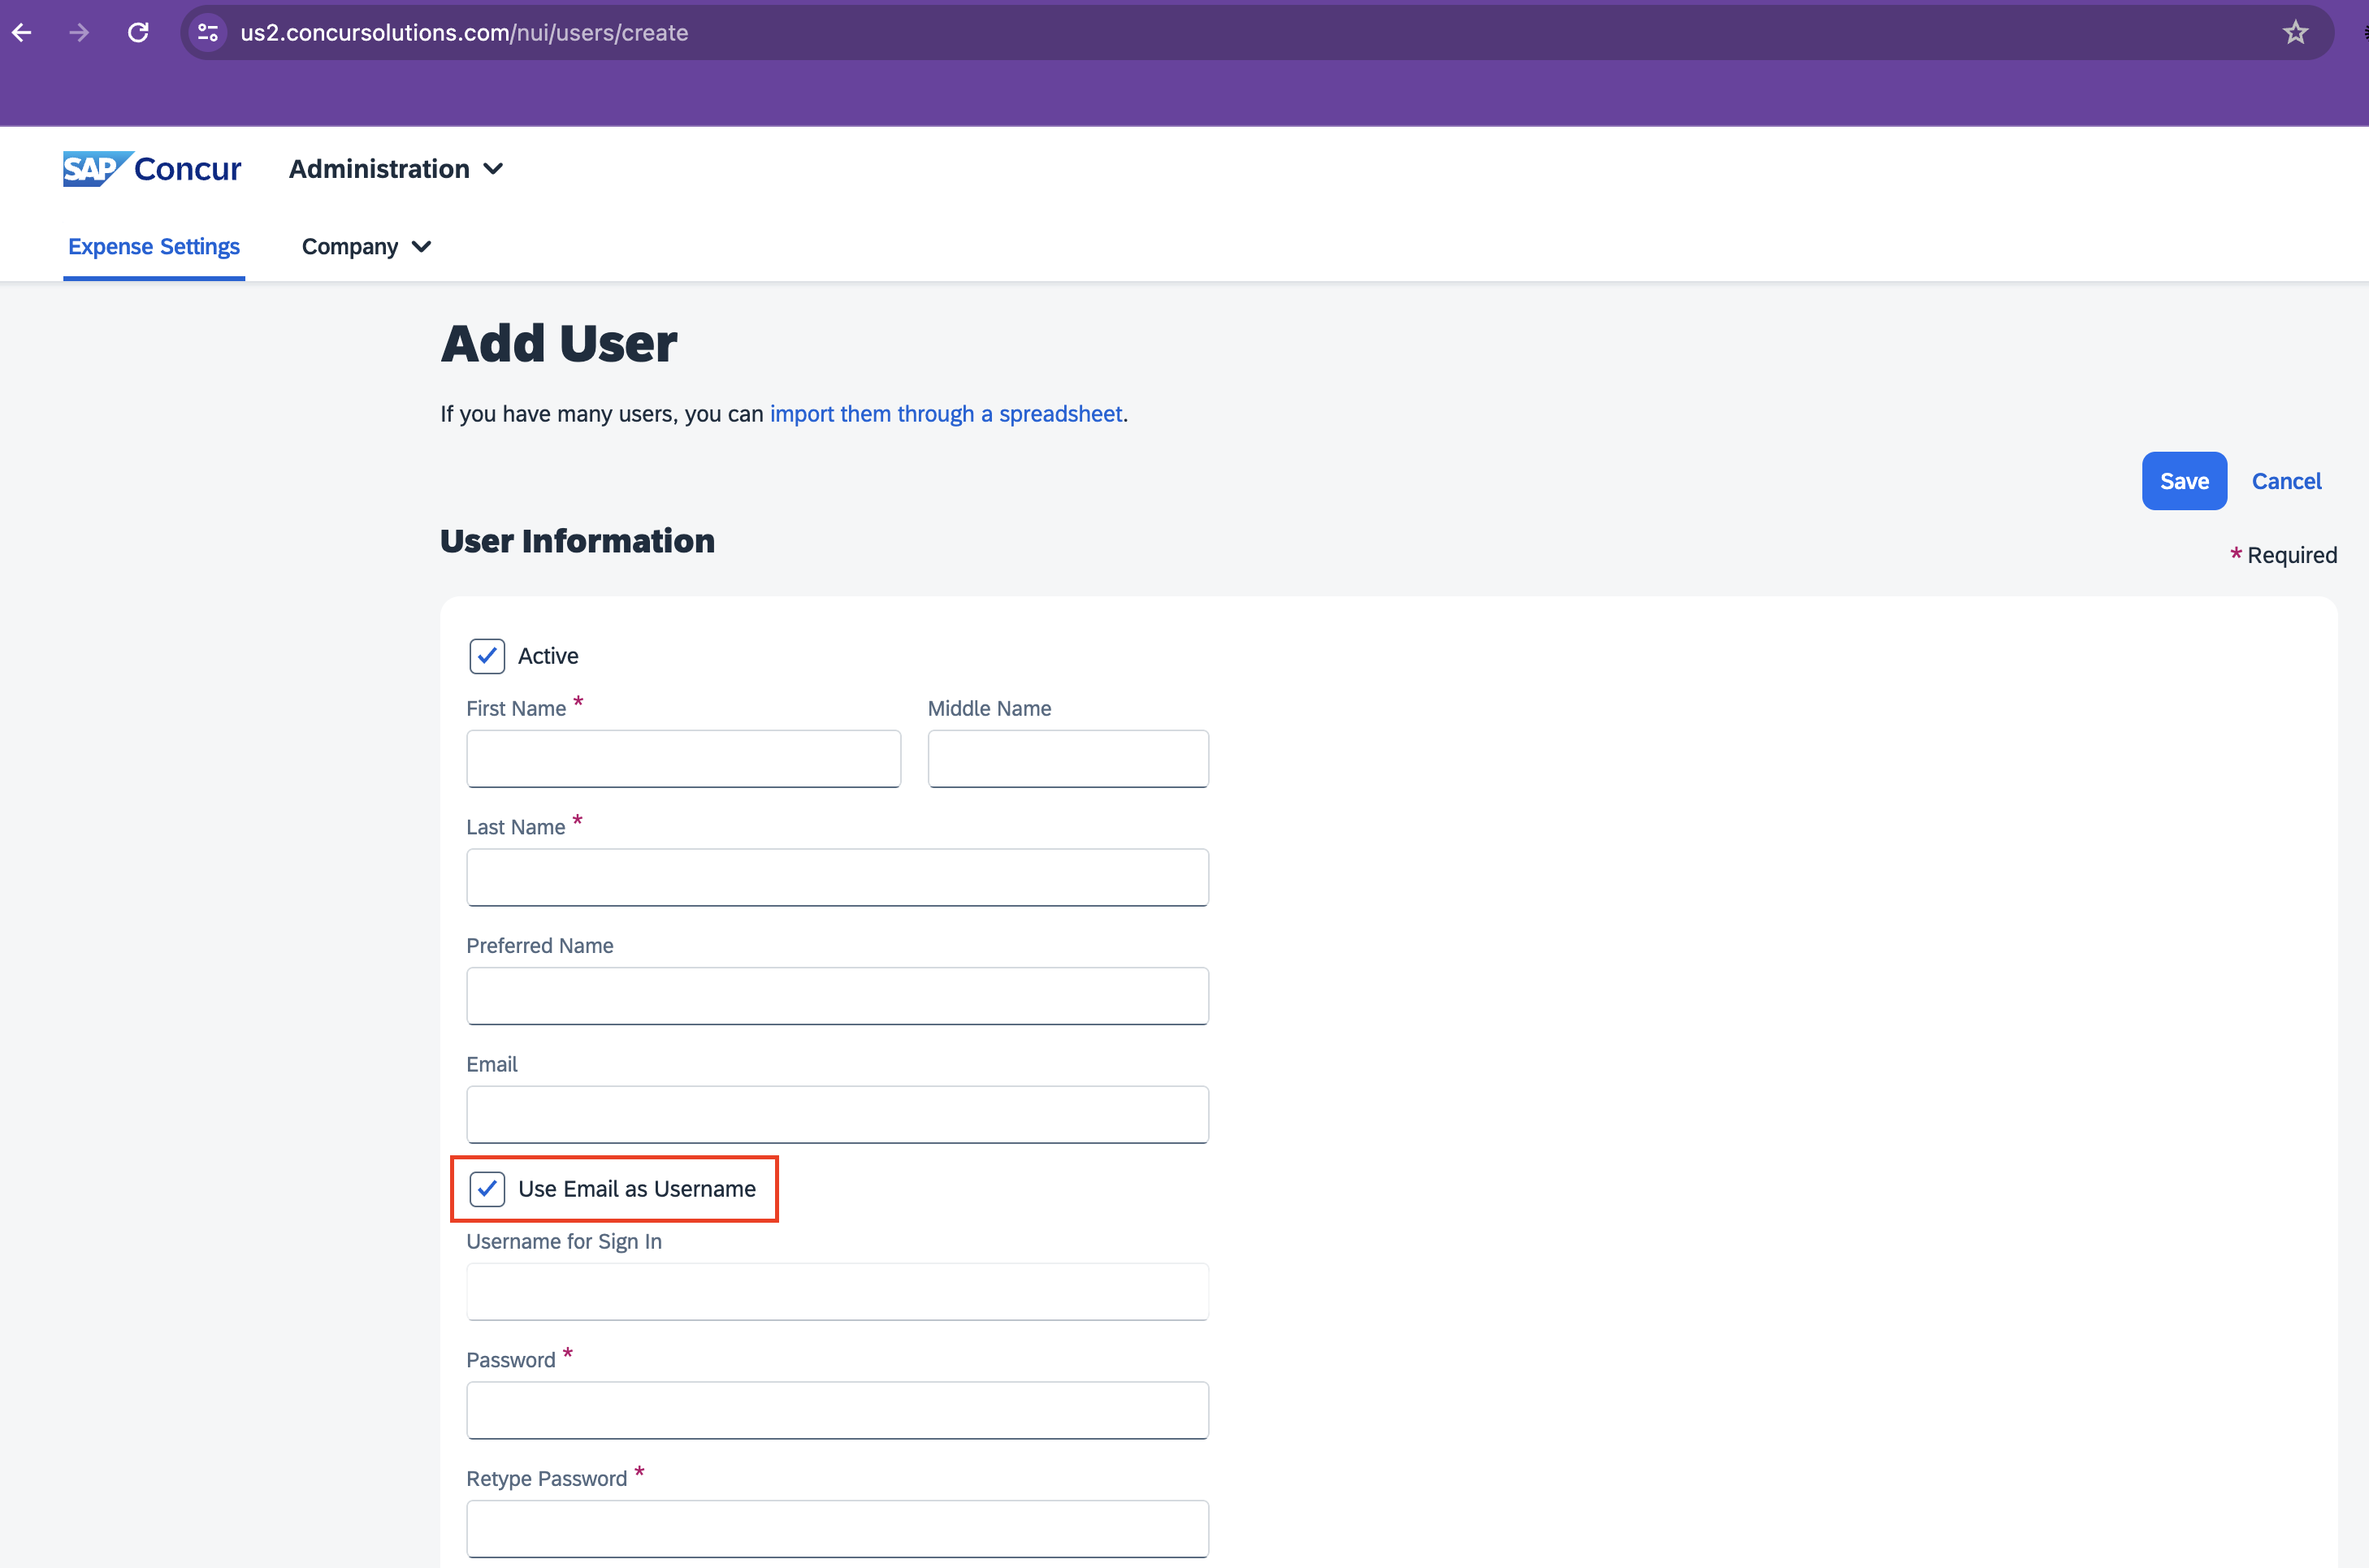 us2.concursolutions.com/nui/users/create
SAP Concur
Administration
Expense Settings
Company
Add User
If you have many users, you can import them through a spreadsheet.
Save
Cancel
User Information
* Required
Active
First Name *
Middle Name
Last Name *
Preferred Name
Email
Use Email as Username
Username for Sign In
Password *
Retype Password *